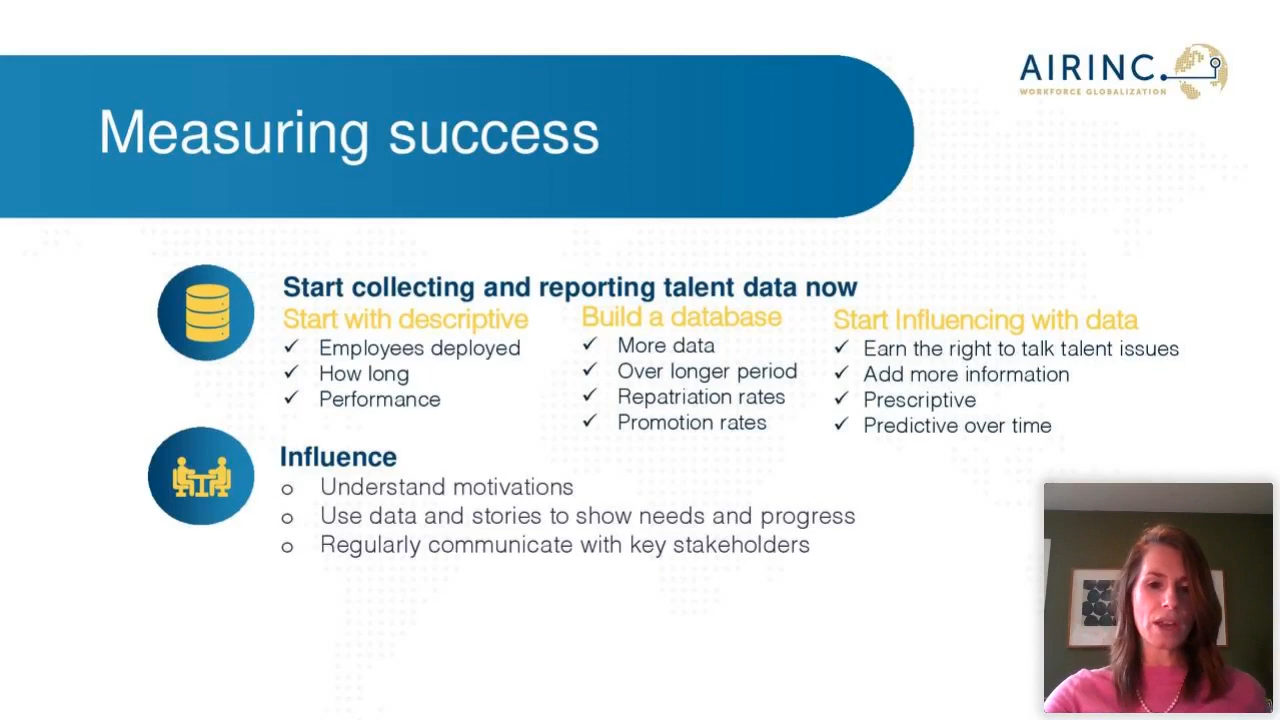 AIRINC.
WORKFORCE GLOBALIZATION
Measuring success
Start collecting and reporting talent data now
Start with descriptive
✓ Employees deployed
✓ How long
✓ Performance
Build a database
✓ More data
✓ Over longer period
✓ Repatriation rates
✓ Promotion rates
Start Influencing with data
✓ Earn the right to talk talent issues
✓ Add more information
✓ Prescriptive
✓ Predictive over time
Influence
o Understand motivations
o Use data and stories to show needs and progress
o Regularly communicate with key stakeholders